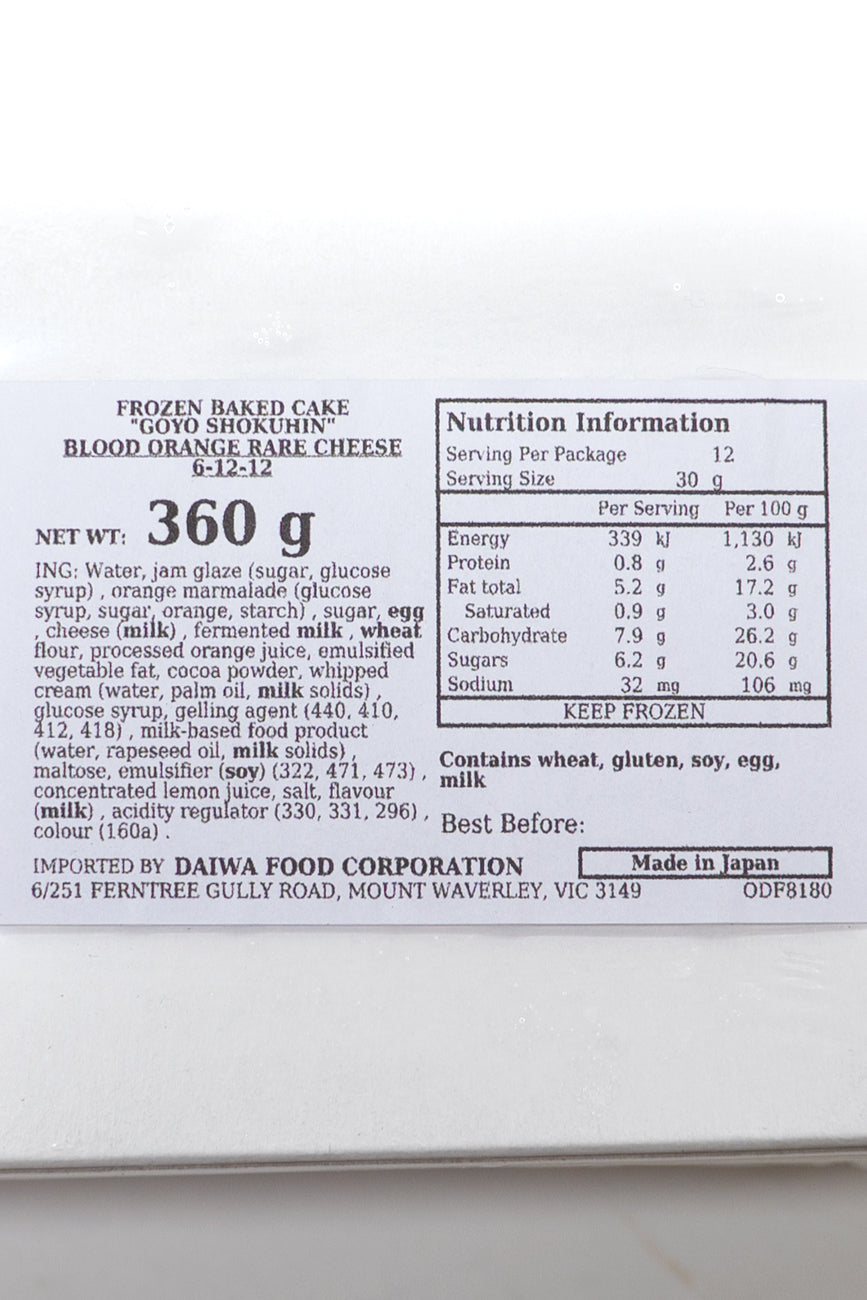 FROZEN BAKED CAKE
"GOYO SHOKUHIN"
BLOOD ORANGE RARE CHEESE
6-12-12
NET WT: 360 g
ING: Water, jam glaze (sugar, glucose
syrup) , orange marmalade (glucose
syrup, sugar, orange, starch) , sugar, egg
, cheese (milk) , fermented milk , wheat
flour, processed orange juice, emulsified
vegetable fat, cocoa powder, whipped
cream (water, palm oil, milk solids) ,
glucose syrup, gelling agent (440, 410,
412, 418) , milk-based food product
(water, rapeseed oil, milk solids) ,
maltose, emulsifier (soy) (322, 471, 473) ,
concentrated lemon juice, salt, flavour
(milk) , acidity regulator (330, 331, 296) ,
colour (160a) .
Nutrition Information
Serving Per Package 12
Serving Size 30 g
Per Serving Per 100 g
Energy 339 kJ 1,130 kJ
Protein 0.8 g 2.6 g
Fat total 5.2 g 17.2 g
Saturated 0.9 g 3.0 g
Carbohydrate 7.9 g 26.2 g
Sugars 6.2 g 20.6 g
Sodium 32 mg 106 mg
KEEP FROZEN
Contains wheat, gluten, soy, egg,
milk
Best Before:
IMPORTED BY DAIWA FOOD CORPORATION
Made in Japan
6/251 FERNTREE GULLY ROAD, MOUNT WAVERLEY, VIC 3149
ODF8180